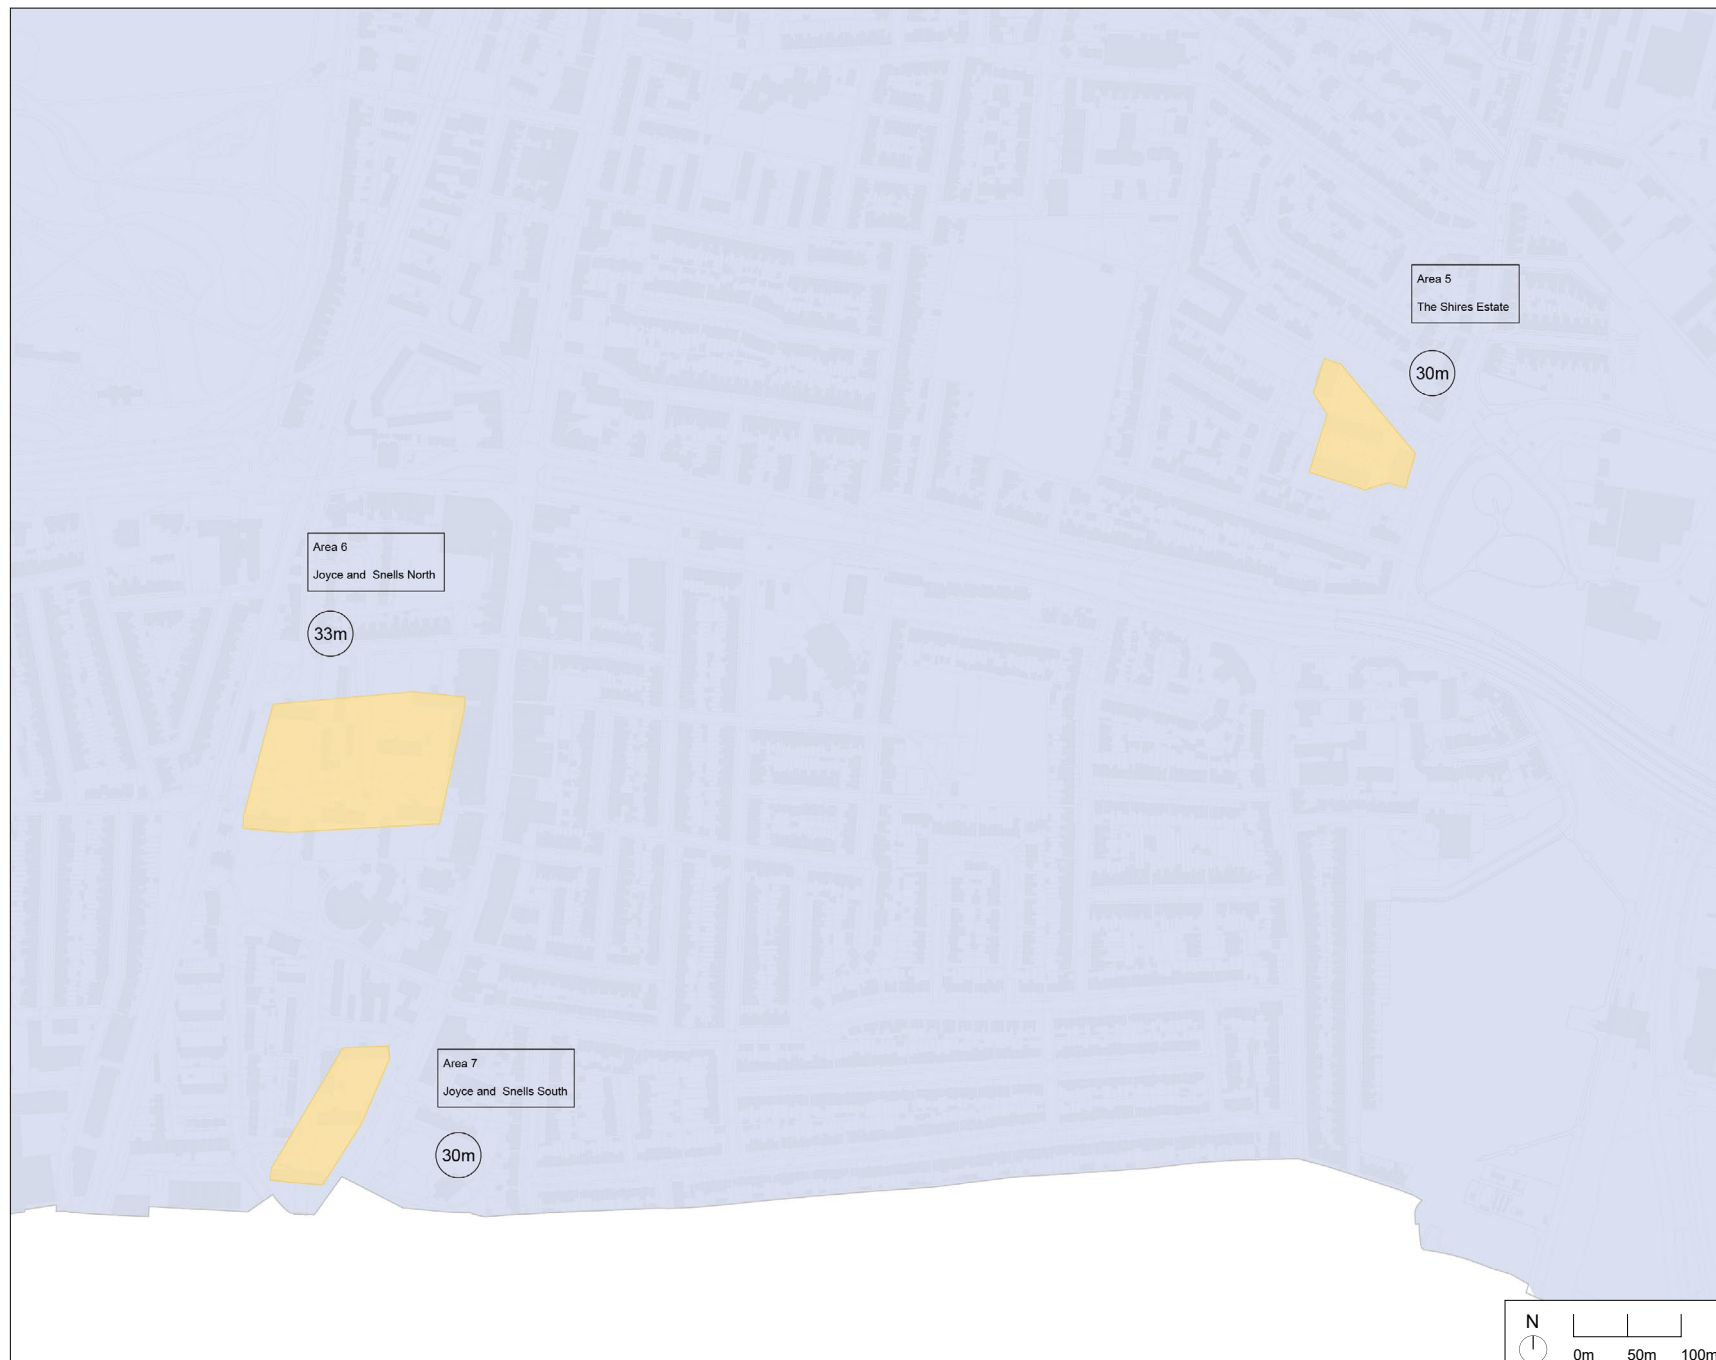 Area 5
The Shires Estate
30m
Area 6
Joyce and Snells North
33m
Area 7
Joyce and Snells South
30m
N
0m 50m 100m